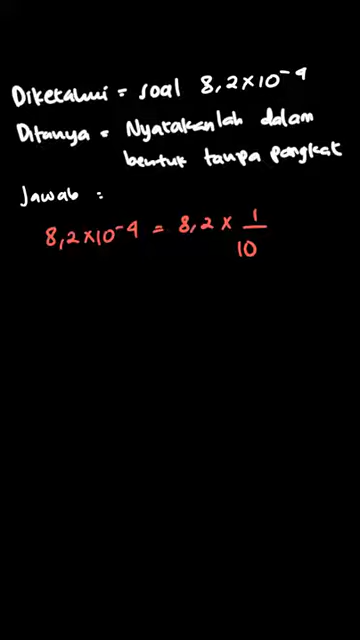 Diketahui = soal 8,2×10⁻⁴
Ditanya = Nyatakanlah dalam
bentuk tanpa pangkat
Jawab :
8,2×10⁻⁴ = 8,2 × 1/10